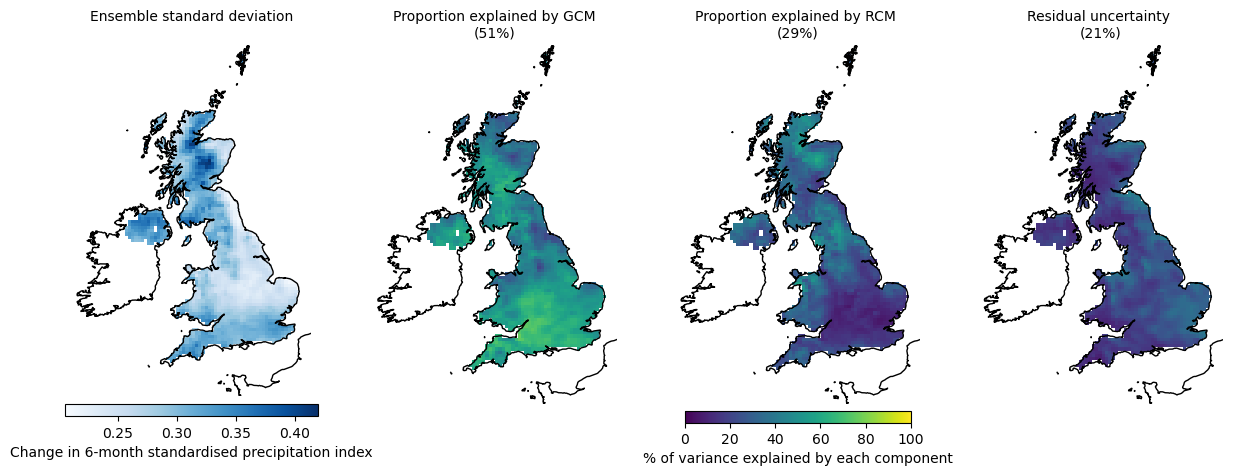 Ensemble standard deviation
Proportion explained by GCM
(51%)
Proportion explained by RCM
(29%)
Residual uncertainty
(21%)
0.25 0.30 0.35 0.40
Change in 6-month standardised precipitation index
0 20 40 60 80 100
% of variance explained by each component